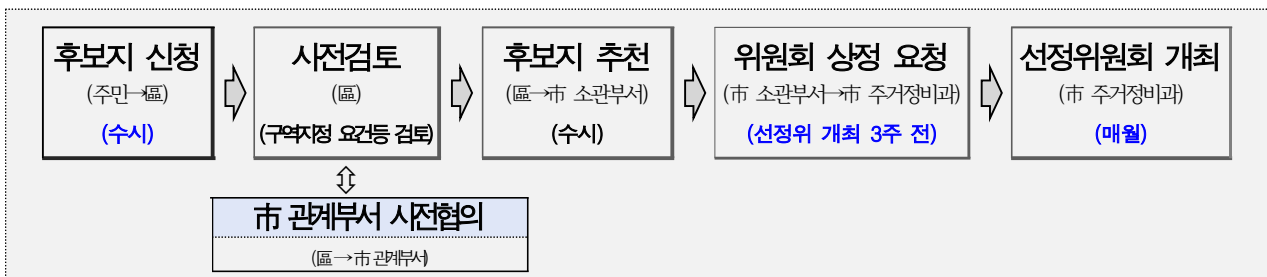 후보지 신청
(주민→區)
(수시)
사전검토
(區)
(구역지정 요건등 검토)
후보지 추천
(區→市 소관부서)
(수시)
위원회 상정 요청
(市 소관부서→市 주거정비과)
(선정위 개최 3주 전)
선정위원회 개최
(市 주거정비과)
(매월)
市 관계부서 사전협의
(區→市 관계부서)